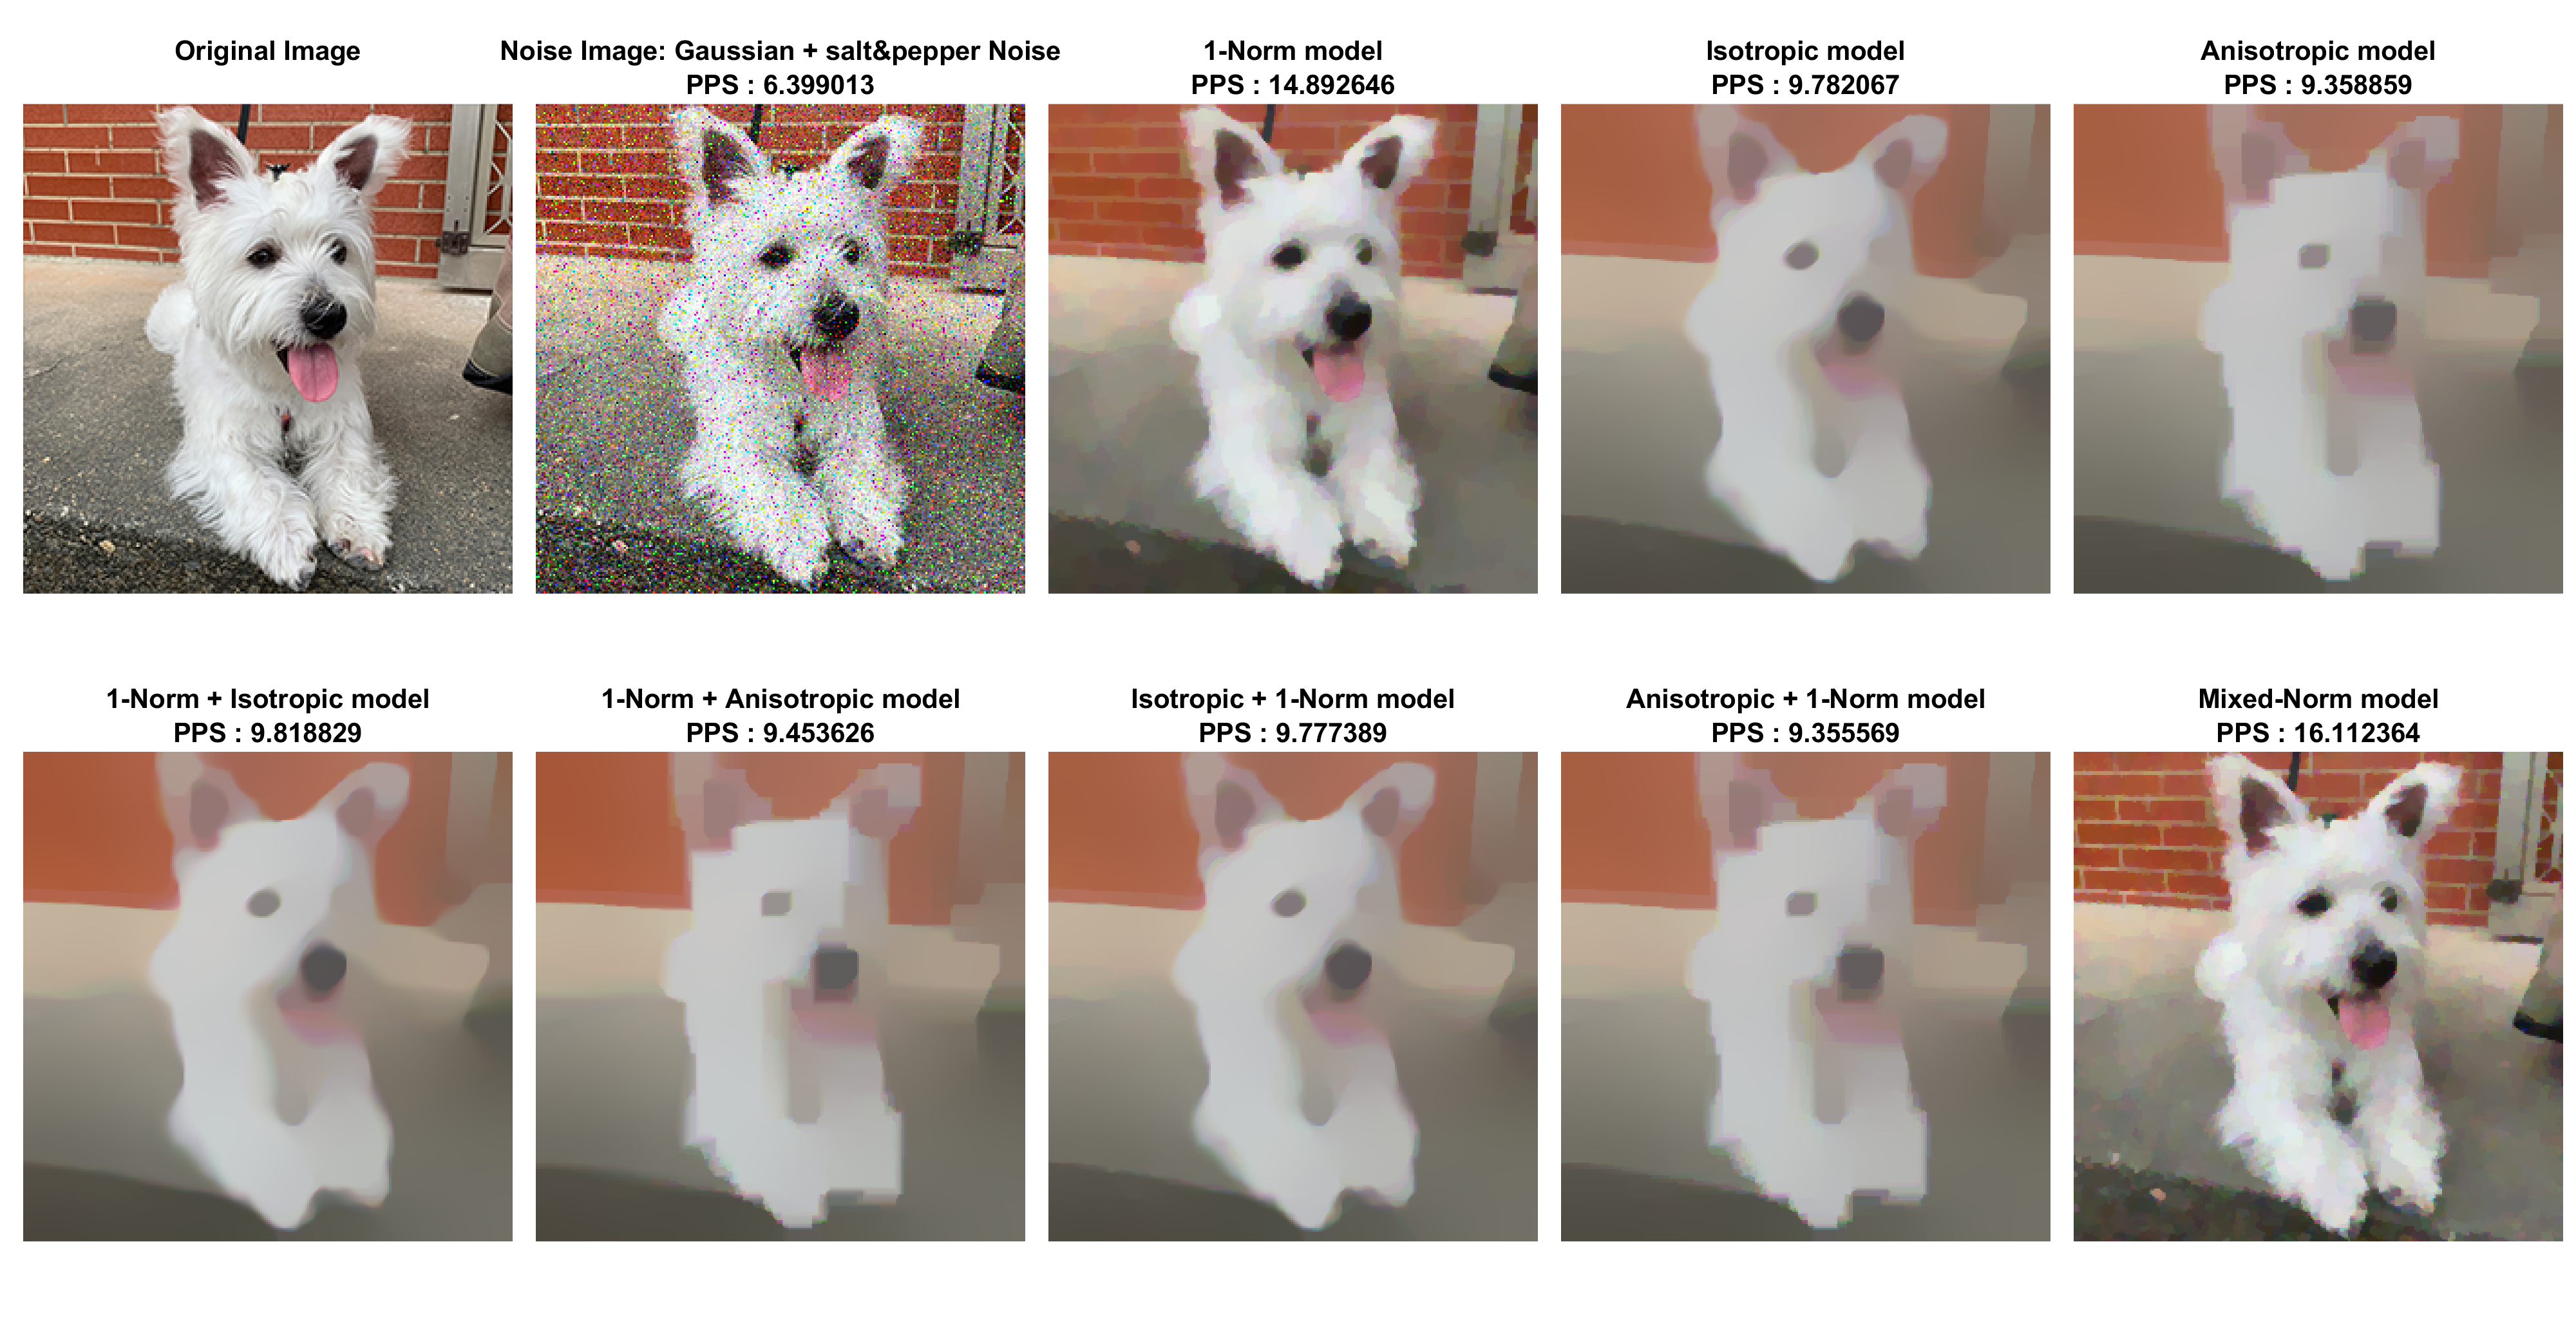 Original Image
Noise Image: Gaussian + salt&pepper Noise
PPS : 6.399013
1-Norm model
PPS : 14.892646
Isotropic model
PPS : 9.782067
Anisotropic model
PPS : 9.358859
1-Norm + Isotropic model
PPS : 9.818829
1-Norm + Anisotropic model
PPS : 9.453626
Isotropic + 1-Norm model
PPS : 9.777389
Anisotropic + 1-Norm model
PPS : 9.355569
Mixed-Norm model
PPS : 16.112364